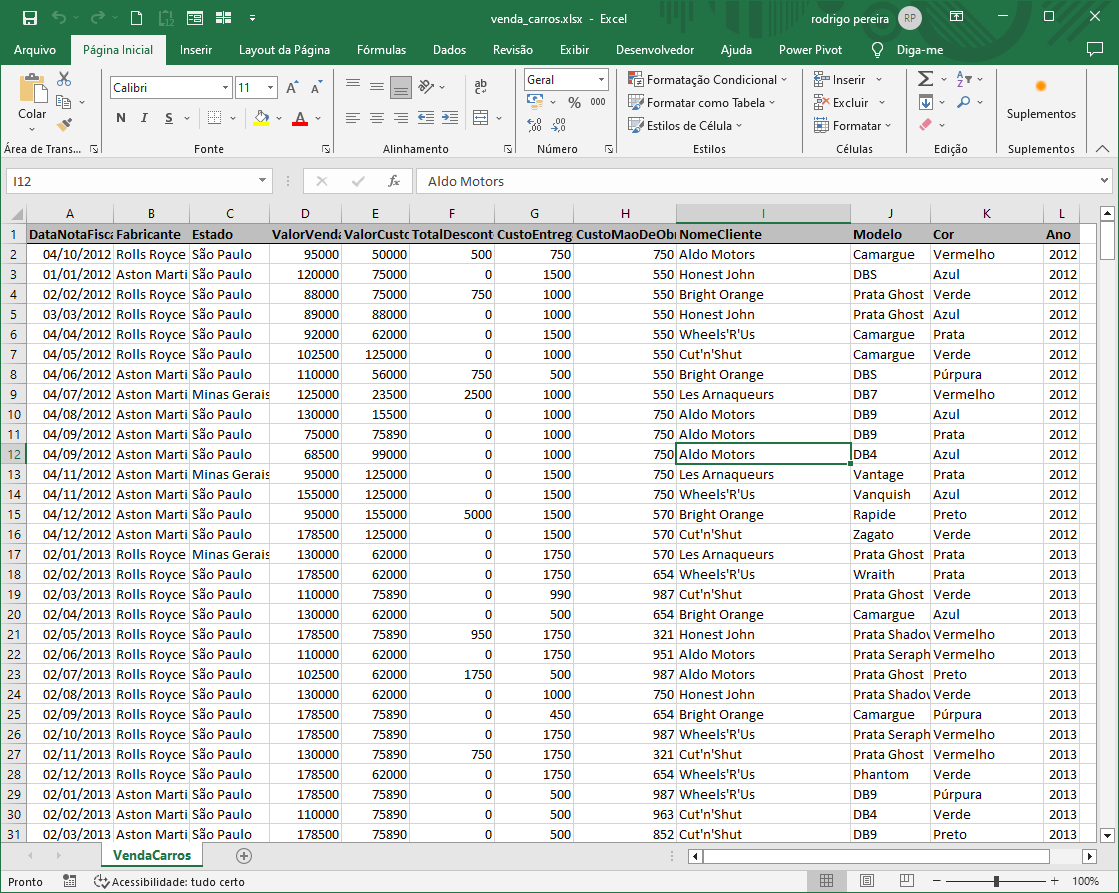 venda_carros.xlsx - Excel
rodrigo pereira RP
Arquivo Página Inicial Inserir Layout da Página Fórmulas Dados Revisão Exibir Desenvolvedor Ajuda Power Pivot Diga-me
Colar
Área de Trans...
Calibri 11
N I S
Fonte
ab
Alinhamento
Geral
% 000
Número
Formatação Condicional
Formatar como Tabela
Estilos de Célula
Estilos
Inserir
Excluir
Formatar
Células
Edição
Suplementos
Suplementos
I12 fx Aldo Motors
A B C D E F G H I J K L
1 DataNotaFisca Fabricante Estado ValorVenda ValorCusto TotalDescont CustoEntreg CustoMaoDeObr NomeCliente Modelo Cor Ano
2 04/10/2012 Rolls Royce São Paulo 95000 50000 500 750 750 Aldo Motors Camargue Vermelho 2012
3 01/01/2012 Aston Marti São Paulo 120000 75000 0 1500 550 Honest John DBS Azul 2012
4 02/02/2012 Rolls Royce São Paulo 88000 75000 750 1000 550 Bright Orange Prata Ghost Verde 2012
5 03/03/2012 Rolls Royce São Paulo 89000 88000 0 1000 550 Honest John Prata Ghost Azul 2012
6 04/04/2012 Rolls Royce São Paulo 92000 62000 0 1500 550 Wheels'R'Us Camargue Prata 2012
7 04/05/2012 Rolls Royce São Paulo 102500 125000 0 1000 550 Cut'n'Shut Camargue Verde 2012
8 04/06/2012 Aston Marti São Paulo 110000 56000 750 500 550 Bright Orange DBS Púrpura 2012
9 04/07/2012 Aston Marti Minas Gerais 125000 23500 2500 1000 550 Les Arnaqueurs DB7 Vermelho 2012
10 04/08/2012 Aston Marti São Paulo 130000 15500 0 1000 750 Aldo Motors DB9 Azul 2012
11 04/09/2012 Aston Marti São Paulo 75000 75890 0 1000 750 Aldo Motors DB9 Prata 2012
12 04/09/2012 Aston Marti São Paulo 68500 99000 0 1000 750 Aldo Motors DB4 Azul 2012
13 04/11/2012 Aston Marti Minas Gerais 95000 125000 0 1500 750 Les Arnaqueurs Vantage Prata 2012
14 04/11/2012 Aston Marti São Paulo 155000 125000 0 1500 750 Wheels'R'Us Vanquish Azul 2012
15 04/12/2012 Aston Marti São Paulo 95000 155000 5000 1500 570 Bright Orange Rapide Preto 2012
16 04/12/2012 Aston Marti São Paulo 178500 125000 0 1500 570 Cut'n'Shut Zagato Verde 2012
17 02/01/2013 Rolls Royce Minas Gerais 130000 62000 0 1750 570 Les Arnaqueurs Prata Ghost Prata 2013
18 02/02/2013 Rolls Royce São Paulo 178500 62000 0 1750 654 Wheels'R'Us Wraith Prata 2013
19 02/03/2013 Rolls Royce São Paulo 110000 75890 0 990 987 Cut'n'Shut Prata Ghost Verde 2013
20 02/04/2013 Rolls Royce São Paulo 130000 62000 0 500 654 Bright Orange Camargue Azul 2013
21 02/05/2013 Rolls Royce São Paulo 178500 75890 950 1750 321 Honest John Prata Shadov Vermelho 2013
22 02/06/2013 Rolls Royce São Paulo 110000 62000 0 1750 951 Aldo Motors Prata Seraph Vermelho 2013
23 02/07/2013 Rolls Royce São Paulo 102500 62000 1750 500 987 Aldo Motors Prata Ghost Preto 2013
24 02/08/2013 Rolls Royce São Paulo 130000 62000 0 1000 750 Honest John Prata Shadov Verde 2013
25 02/09/2013 Rolls Royce São Paulo 178500 75890 0 450 654 Bright Orange Camargue Púrpura 2013
26 02/10/2013 Rolls Royce São Paulo 178500 75890 0 1750 987 Wheels'R'Us Prata Seraph Vermelho 2013
27 02/11/2013 Rolls Royce São Paulo 130000 75890 750 1750 321 Cut'n'Shut Prata Ghost Vermelho 2013
28 02/12/2013 Rolls Royce São Paulo 178500 62000 0 1750 654 Wheels'R'Us Phantom Verde 2013
29 02/01/2013 Aston Marti São Paulo 178500 75890 0 500 987 Wheels'R'Us DB9 Púrpura 2013
30 02/02/2013 Aston Marti São Paulo 110000 75890 0 500 963 Cut'n'Shut DB4 Verde 2013
31 02/03/2013 Aston Marti São Paulo 178500 75890 0 500 852 Cut'n'Shut DB9 Preto 2013
VendaCarros
Pronto Acessibilidade: tudo certo 100%